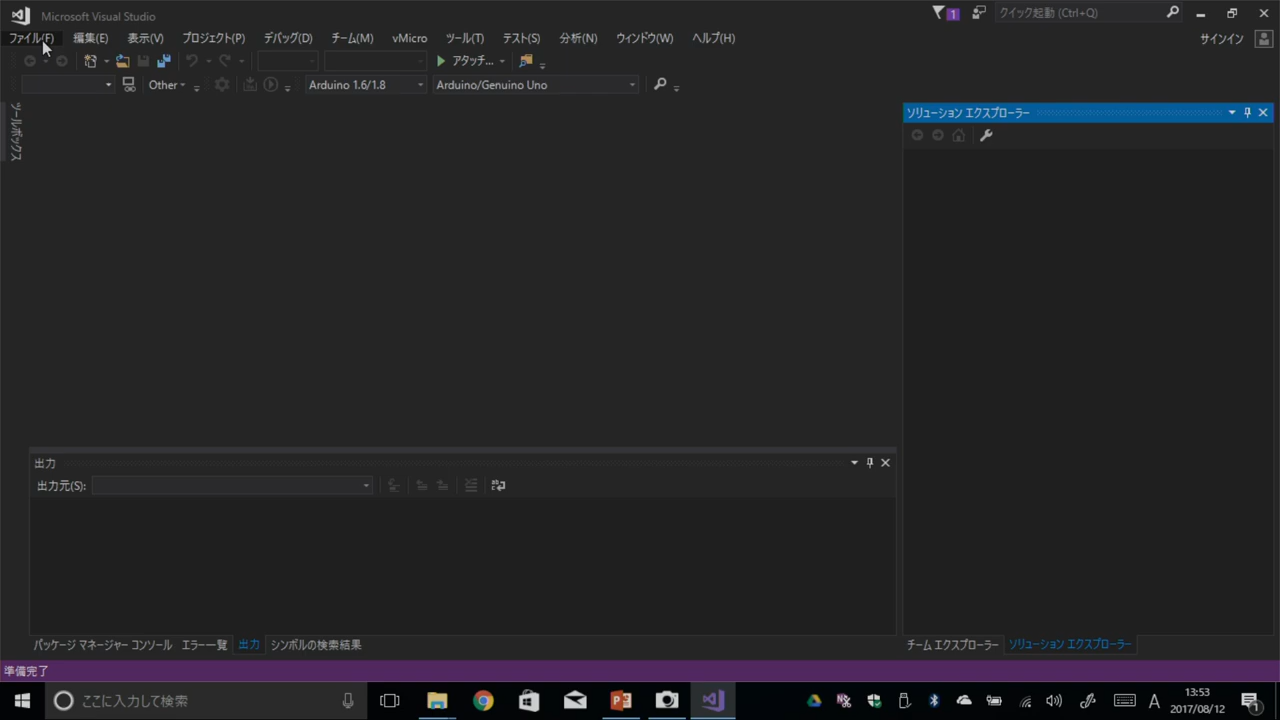 Microsoft Visual Studio
1
クイック起動 (Ctrl+Q)
ファイル(F) 編集(E) 表示(V) プロジェクト(P) デバッグ(D) チーム(M) vMicro ツール(T) テスト(S) 分析(N) ウィンドウ(W) ヘルプ(H)
サインイン
アタッチ...
Other Arduino 1.6/1.8 Arduino/Genuino Uno
ツールボックス
ソリューション エクスプローラー
出力
出力元(S):
パッケージ マネージャー コンソール エラー一覧 出力 シンボルの検索結果
チーム エクスプローラー ソリューション エクスプローラー
準備完了
ここに入力して検索
A
13:53
2017/08/12
1